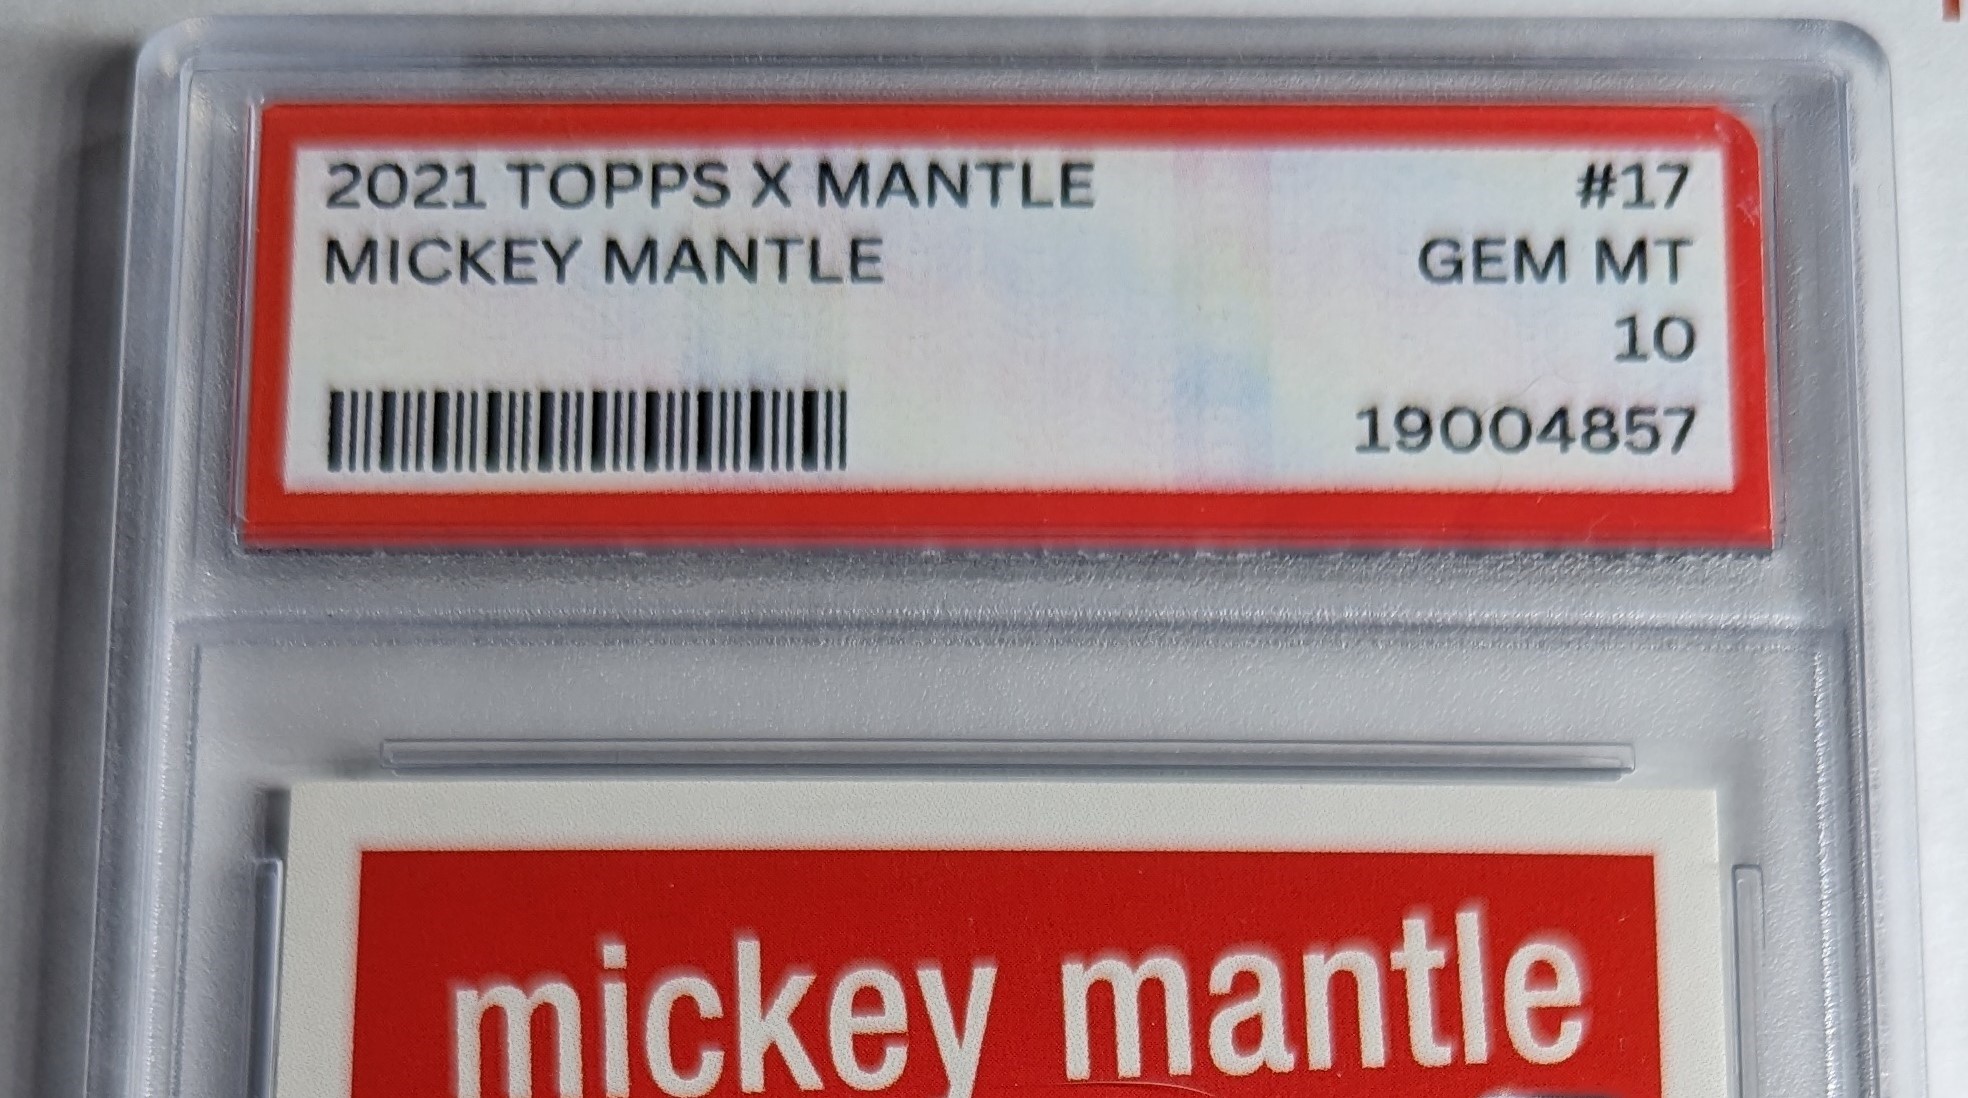 2021 TOPPS X MANTLE #17
MICKEY MANTLE GEM MT
10
19004857
mickey mantle